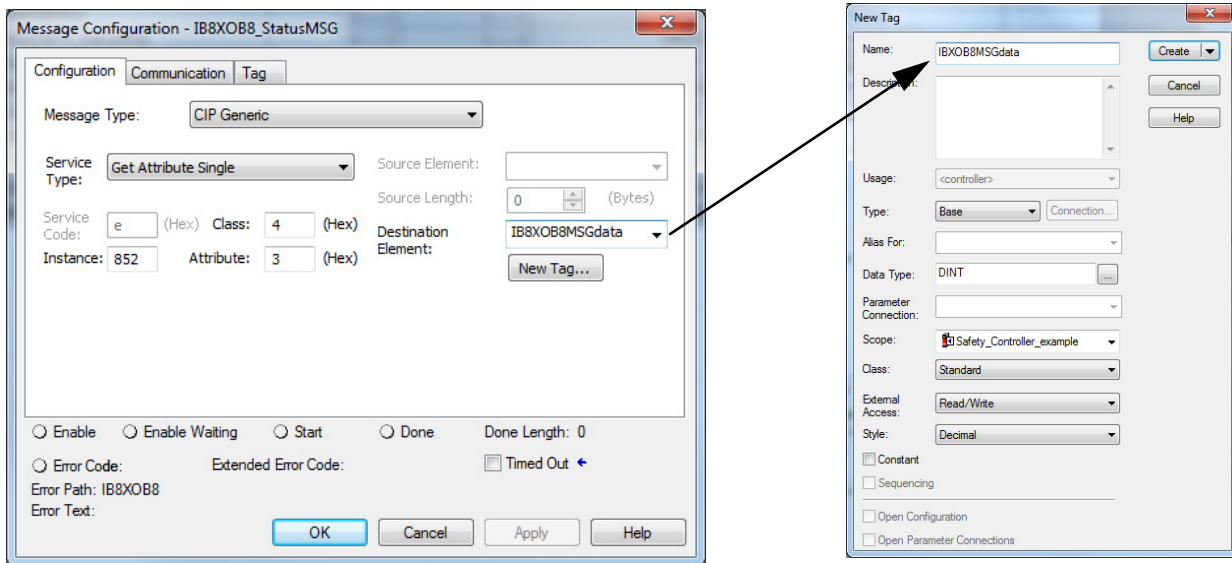 Message Configuration - IB8XOB8_StatusMSG
Configuration Communication Tag
Message Type: CIP Generic
Service Type: Get Attribute Single
Source Element:
Source Length: 0 (Bytes)
Service Code: e (Hex) Class: 4 (Hex)
Destination Element: IB8XOB8MSGdata
Instance: 852 Attribute: 3 (Hex)
New Tag...
Enable Enable Waiting Start Done Done Length: 0
Error Code: Extended Error Code: Timed Out
Error Path: IB8XOB8
Error Text:
OK Cancel Apply Help
New Tag
Name: IBXOB8MSGdata Create
Description: Cancel
Help
Usage: <controller>
Type: Base Connection...
Alias For:
Data Type: DINT ...
Parameter
Connection:
Scope: Safety_Controller_example
Class: Standard
External
Access: Read/Write
Style: Decimal
Constant
Sequencing
Open Configuration
Open Parameter Connections